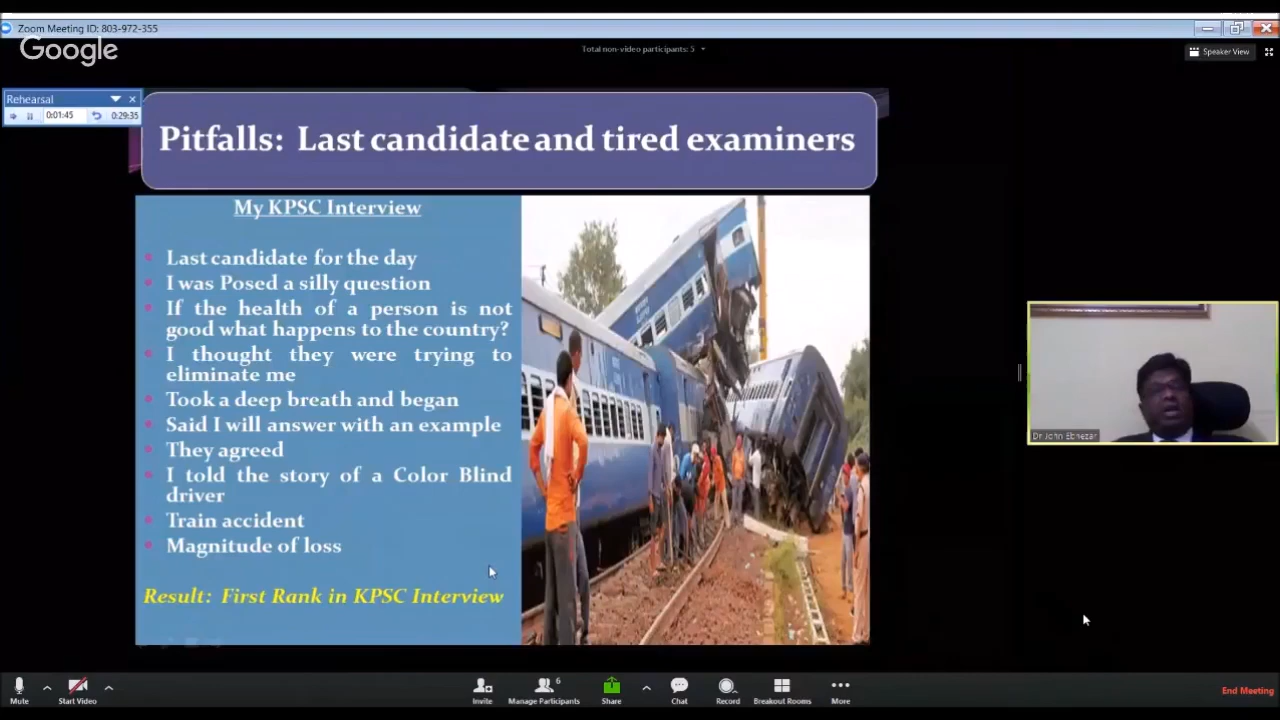 Zoom Meeting ID: 803-972-355
Google
Total non-video participants: 5
Speaker View
Rehearsal
0:01:45
0:29:35
Pitfalls: Last candidate and tired examiners
My KPSC Interview
Last candidate for the day
I was Posed a silly question
If the health of a person is not
good what happens to the country?
I thought they were trying to
eliminate me
Took a deep breath and began
Said I will answer with an example
They agreed
I told the story of a Color Blind
driver
Train accident
Magnitude of loss
Result: First Rank in KPSC Interview
Dr John Ebnezar
Mute
Start Video
Invite
6
Manage Participants
Share
Chat
Record
Breakout Rooms
More
End Meeting